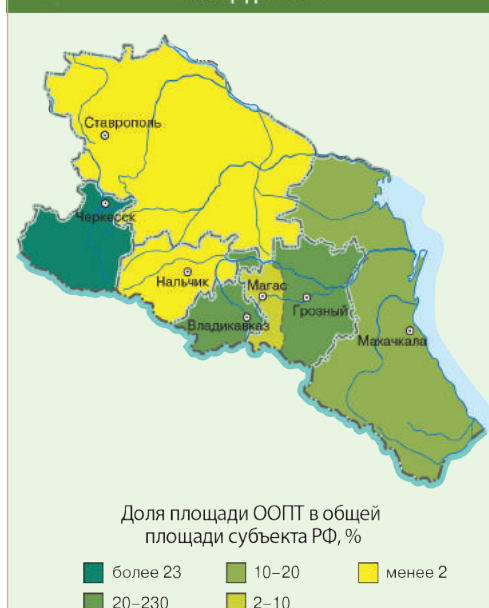 Ставрополь
Черкесск
Нальчик
Магас
Грозный
Владикавказ
Махачкала
Доля площади ООПТ в общей
площади субъекта РФ, %
более 23
10–20
менее 2
20–230
2–10